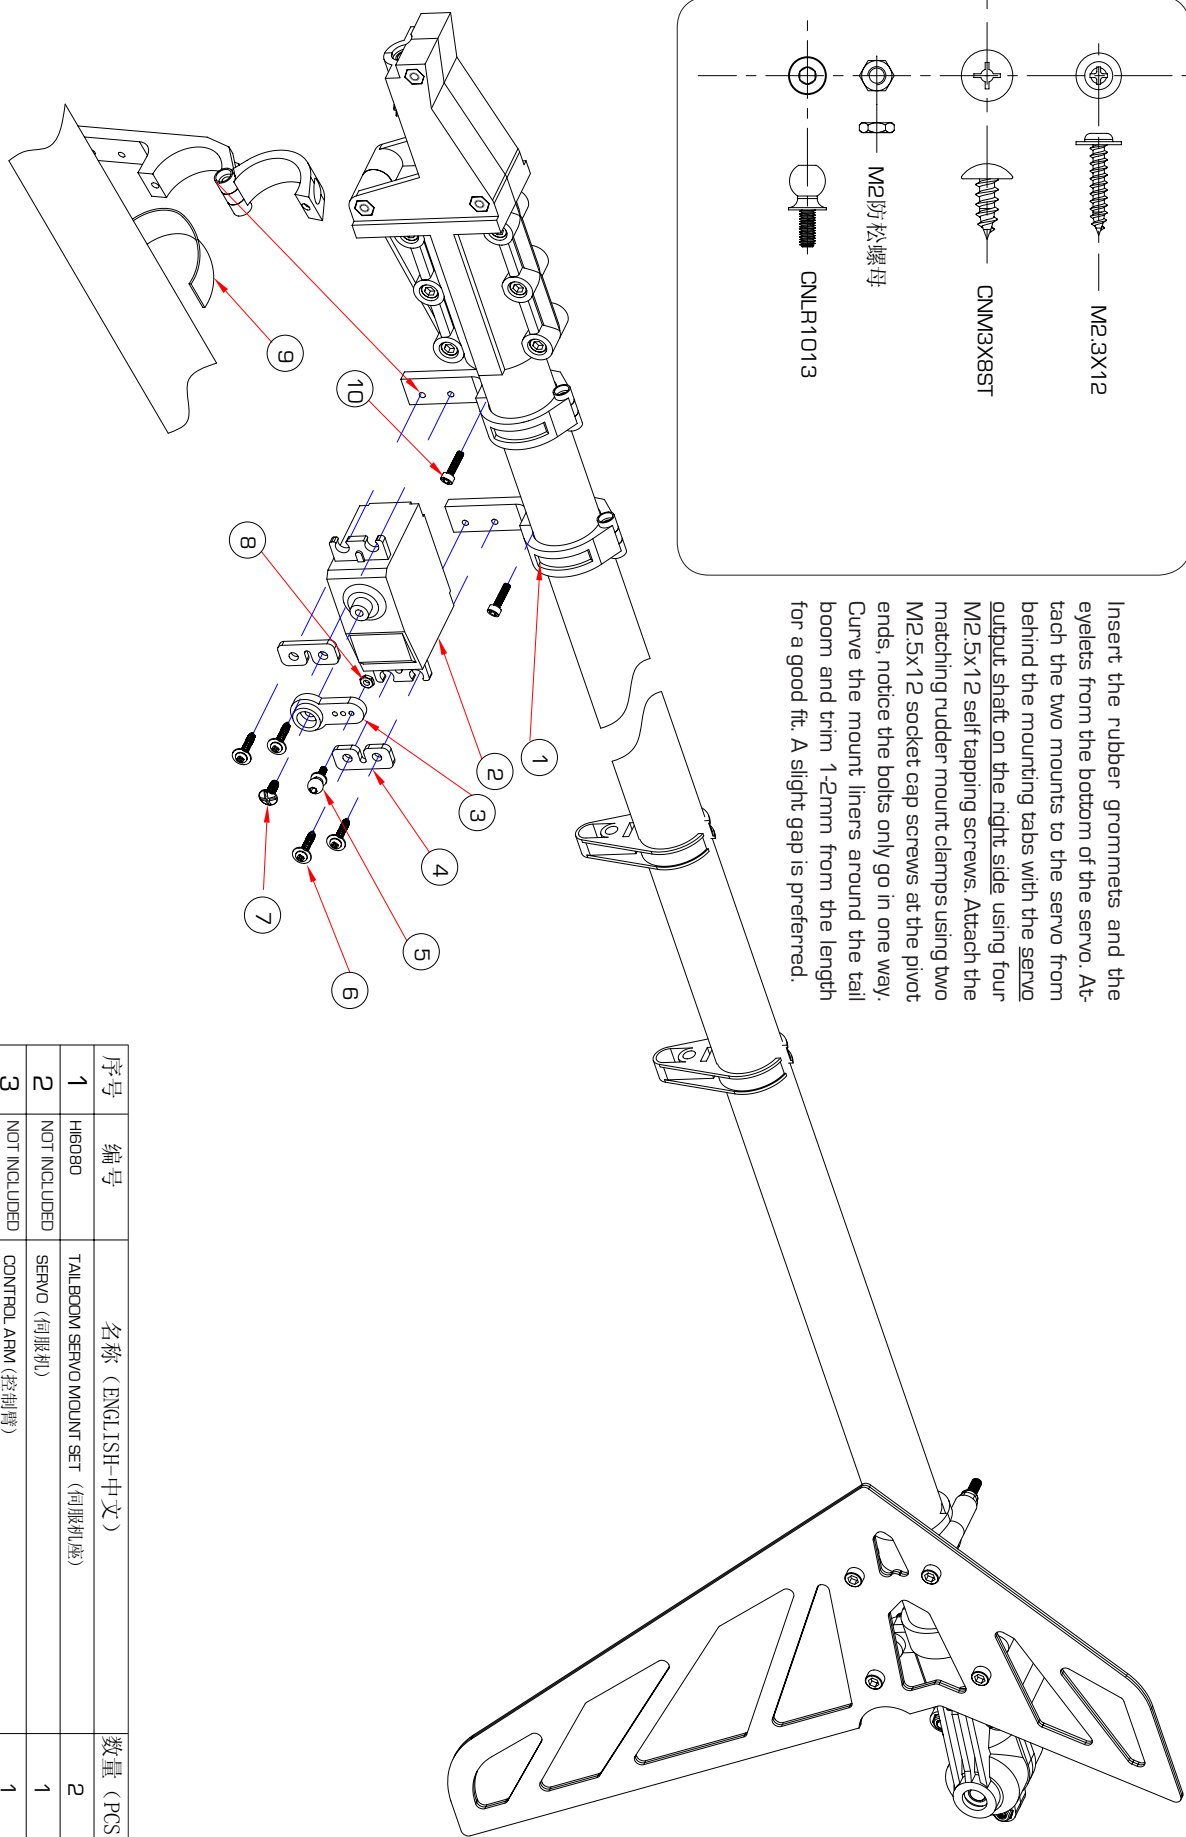 M2.3X12
CNM3X8ST
M2防松螺母
CNLR1013
Insert the rubber grommets and the
eyelets from the bottom of the servo. At-
tach the two mounts to the servo from
behind the mounting tabs with the servo
output shaft on the right side using four
M2.5x12 self tapping screws. Attach the
matching rudder mount clamps using two
M2.5x12 socket cap screws at the pivot
ends, notice the bolts only go in one way.
Curve the mount liners around the tail
boom and trim 1-2mm from the length
for a good fit. A slight gap is preferred.
1
2
3
4
5
6
7
8
9
10
序号 编号 名称 (ENGLISH-中文) 数量 (PCS
1 HI6080 TAILBOOM SERVO MOUNT SET (伺服机座) 2
2 NOT INCLUDED SERVO (伺服机) 1
3 NOT INCLUDED CONTROL ARM (控制臂) 1